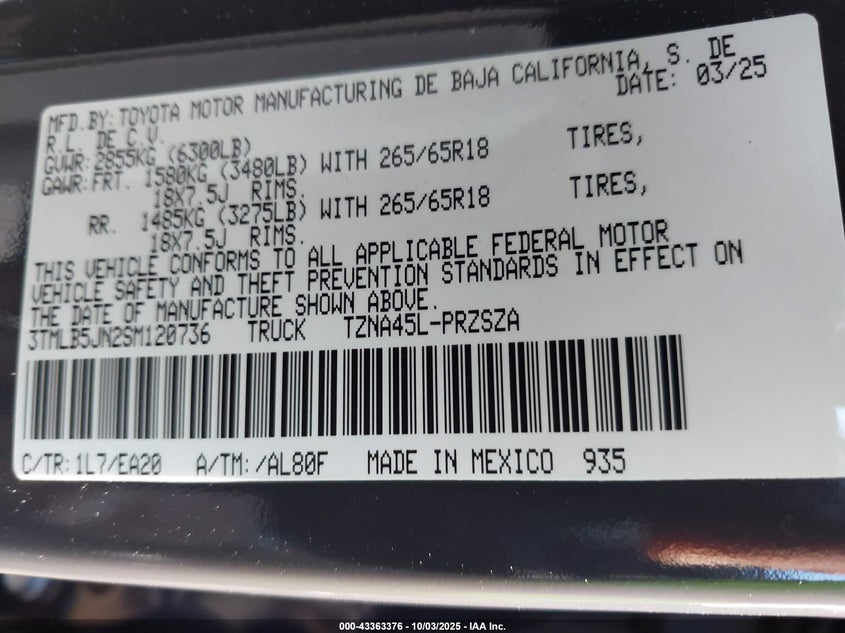 MFD.BY:TOYOTA MOTOR MANUFACTURING DE BAJA CALIFORNIA, S. DE
R.L. DE C.V. DATE: 03/25
GVWR:2855KG (6300LB)
GAWR:FRT. 1580KG (3480LB) WITH 265/65R18 TIRES,
18X7.5J RIMS.
RR. 1485KG (3275LB) WITH 265/65R18 TIRES,
18X7.5J RIMS.
THIS VEHICLE CONFORMS TO ALL APPLICABLE FEDERAL MOTOR
VEHICLE SAFETY AND THEFT PREVENTION STANDARDS IN EFFECT ON
THE DATE OF MANUFACTURE SHOWN ABOVE.
3TMLB5JN2SM120736 TRUCK TZNA45L-PRZSZA
C/TR:1L7/EA20 A/TM:/AL80F MADE IN MEXICO 935
000-43363376 - 10/03/2025 - IAA Inc.